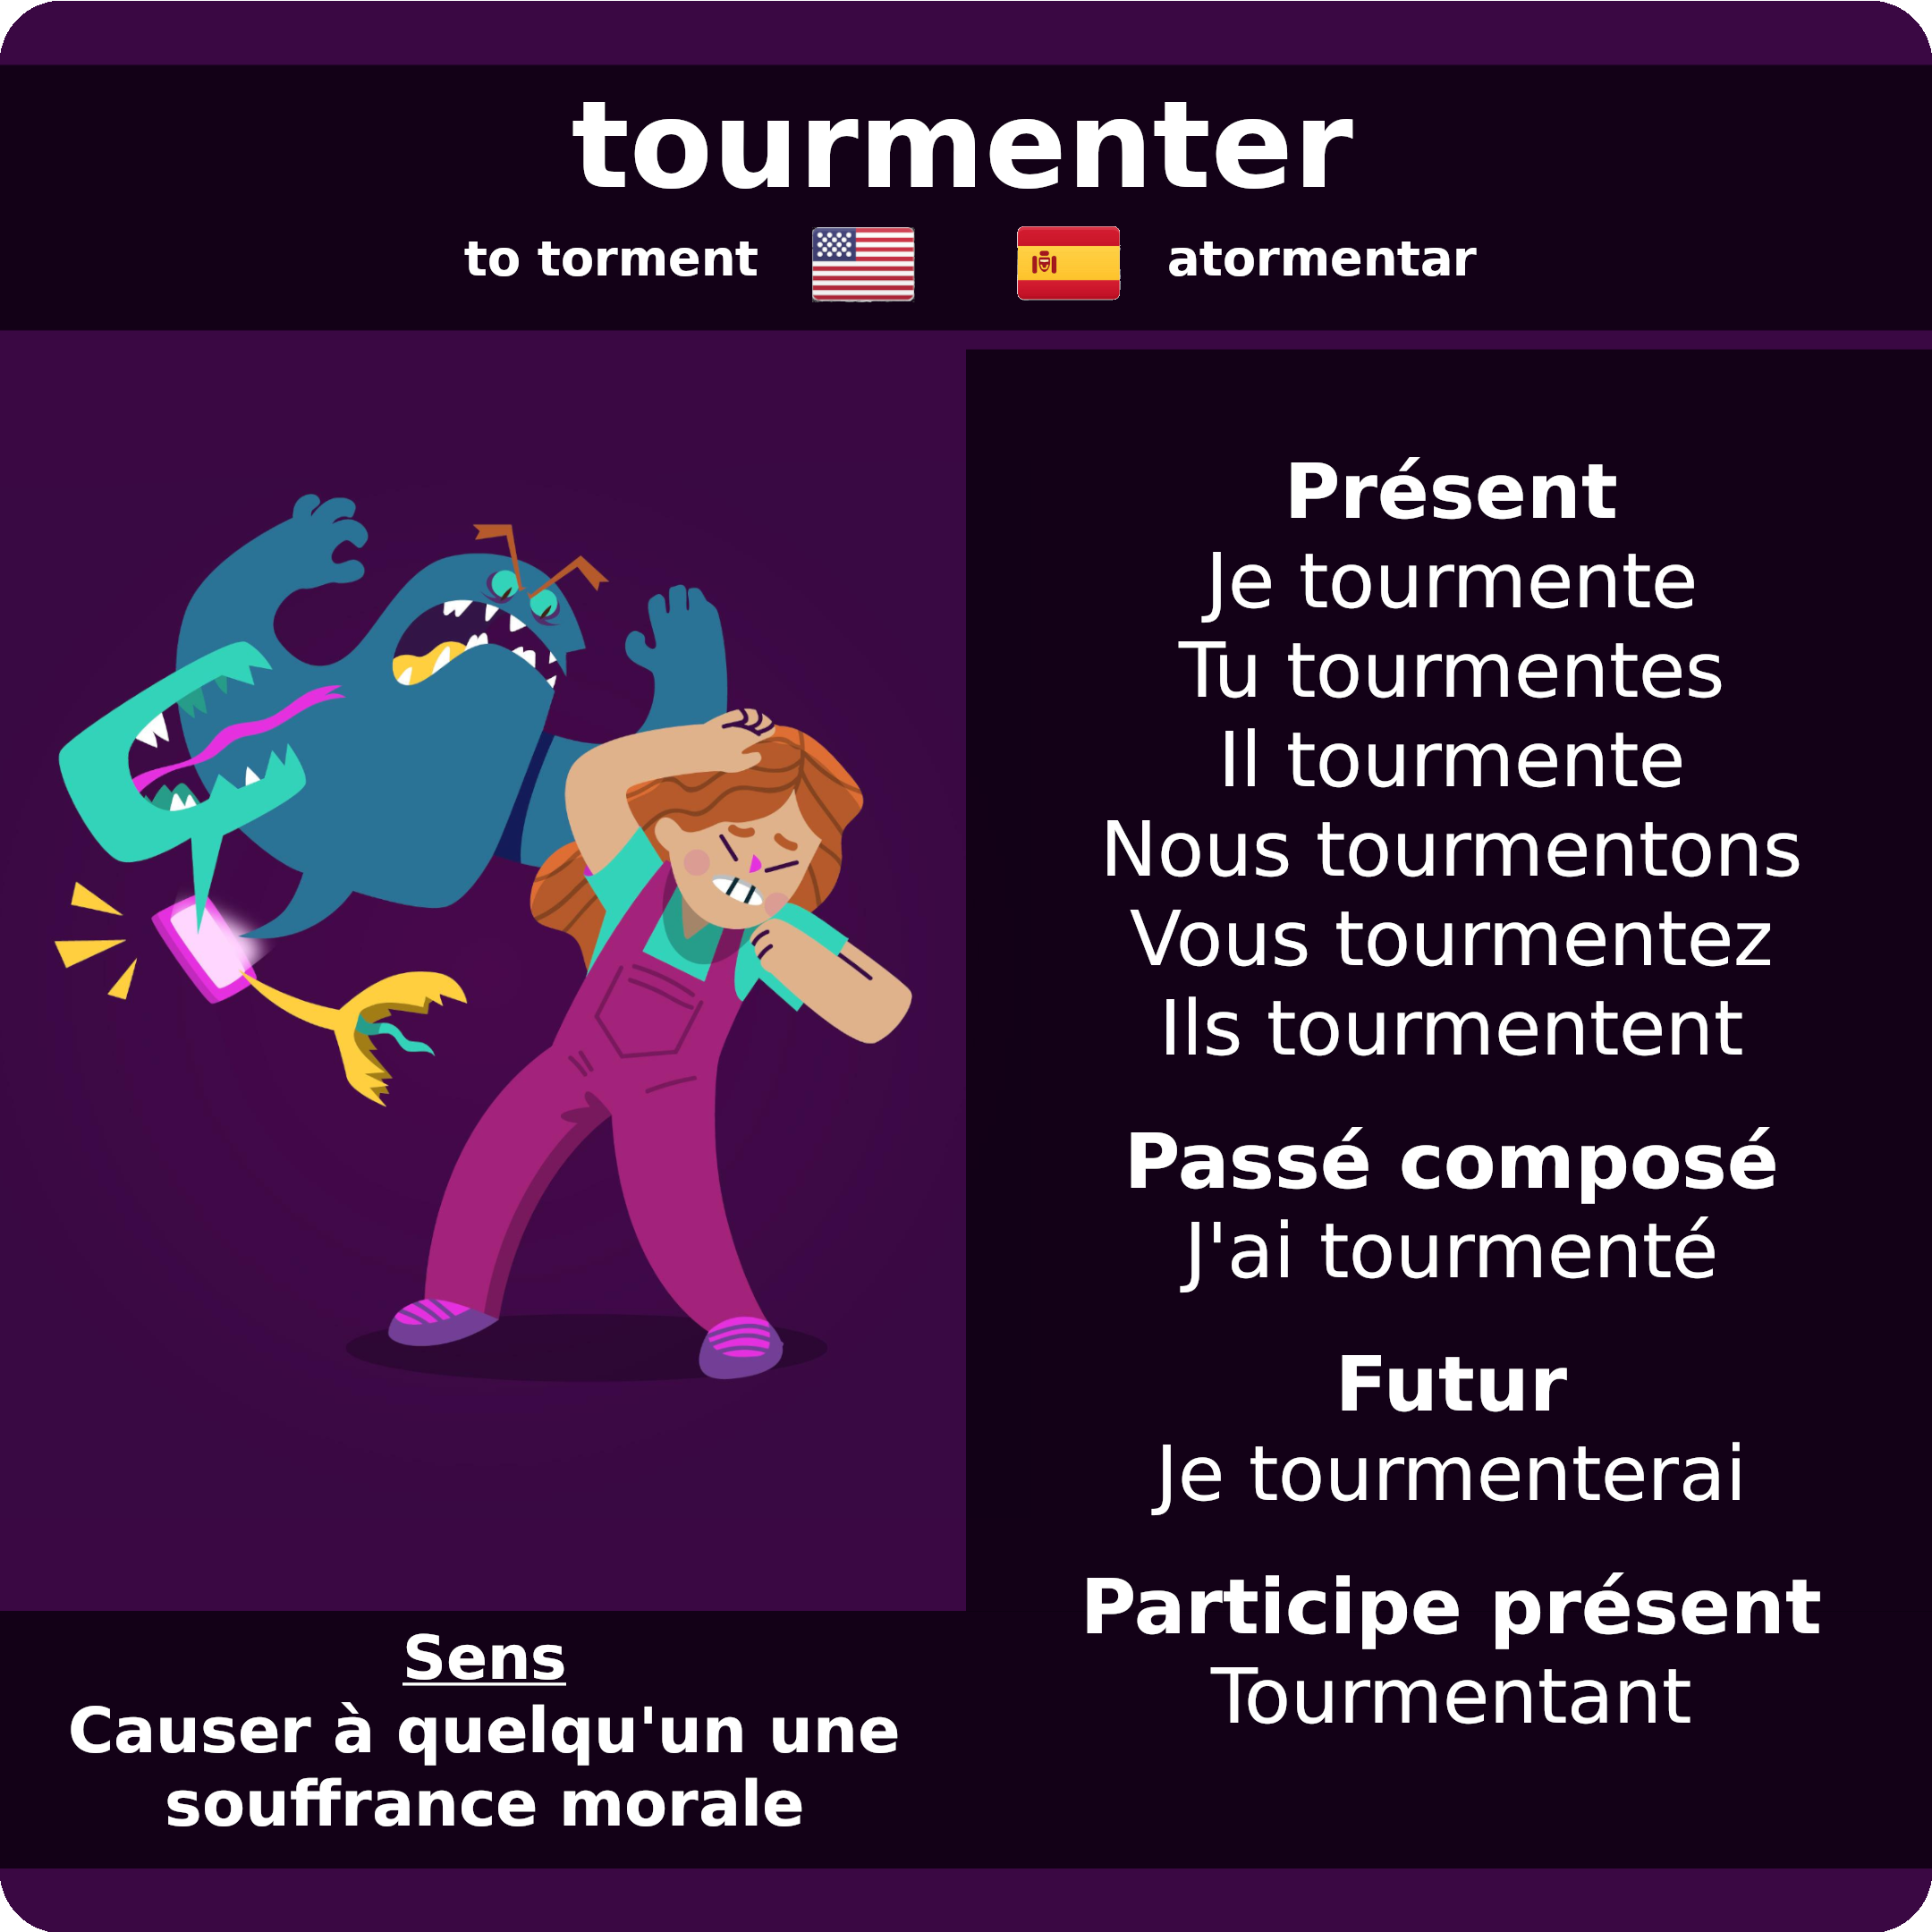 tourmenter
to torment
atormentar
Présent
Je tourmente
Tu tourmentes
Il tourmente
Nous tourmentons
Vous tourmentez
Ils tourmentent
Passé composé
J'ai tourmenté
Futur
Je tourmenterai
Participe présent
Tourmentant
Sens
Causer à quelqu'un une
souffrance morale